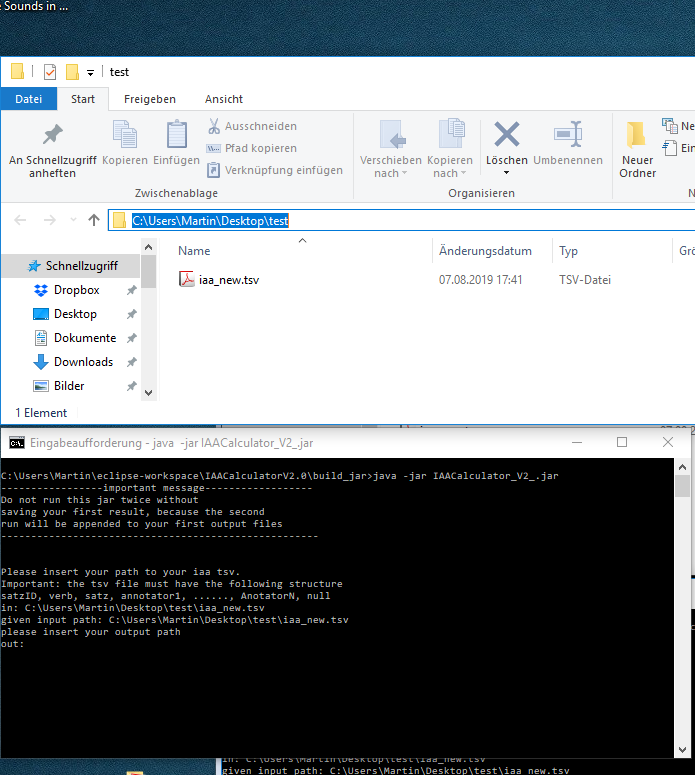 Sounds in ...
test
Datei Start Freigeben Ansicht
An Schnellzugriff anheften
Kopieren
Einfügen
Ausschneiden
Pfad kopieren
Verknüpfung einfügen
Zwischenablage
Verschieben nach
Kopieren nach
Löschen
Umbenennen
Organisieren
Neuer Ordner
C:\Users\Martin\Desktop\test
Schnellzugriff
Dropbox
Desktop
Dokumente
Downloads
Bilder
Name Änderungsdatum Typ
iaa_new.tsv 07.08.2019 17:41 TSV-Datei
1 Element
Eingabeaufforderung - java -jar IAACalculator_V2_.jar
C:\Users\Martin\eclipse-workspace\IAACalculatorV2.0\build_jar>java -jar IAACalculator_V2_.jar
-----------------important message------------------
Do not run this jar twice without
saving your first result, because the second
run will be appended to your first output files
-----------------------------------------------------
Please insert your path to your iaa tsv.
Important: the tsv file must have the following structure
satzID, verb, satz, annotator1, ......, AnotatorN, null
in: C:\Users\Martin\Desktop\test\iaa_new.tsv
given input path: C:\Users\Martin\Desktop\test\iaa_new.tsv
please insert your output path
out:
in: C:\Users\Martin\Desktop\test\iaa_new.tsv
given input path: C:\Users\Martin\Desktop\test\iaa_new.tsv